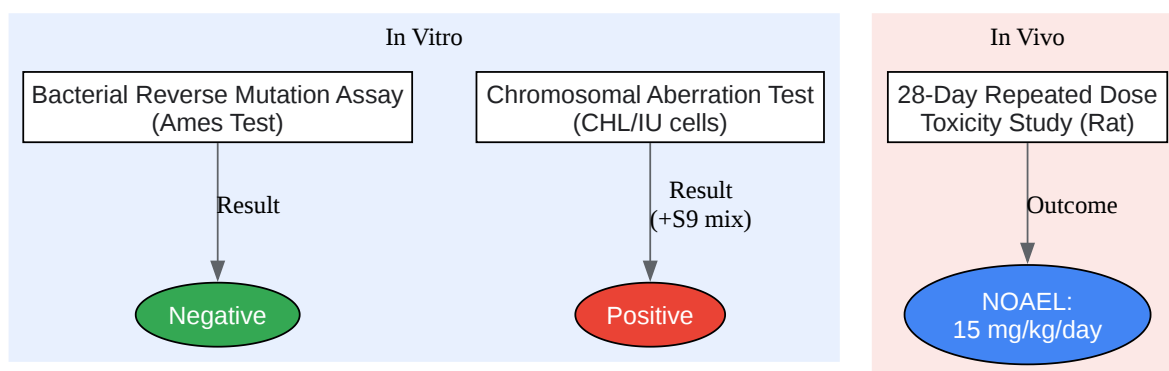 In Vitro
Bacterial Reverse Mutation Assay
(Ames Test)
Result
Negative
Chromosomal Aberration Test
(CHL/IU cells)
Result
(+S9 mix)
Positive
In Vivo
28-Day Repeated Dose
Toxicity Study (Rat)
Outcome
NOAEL:
15 mg/kg/day